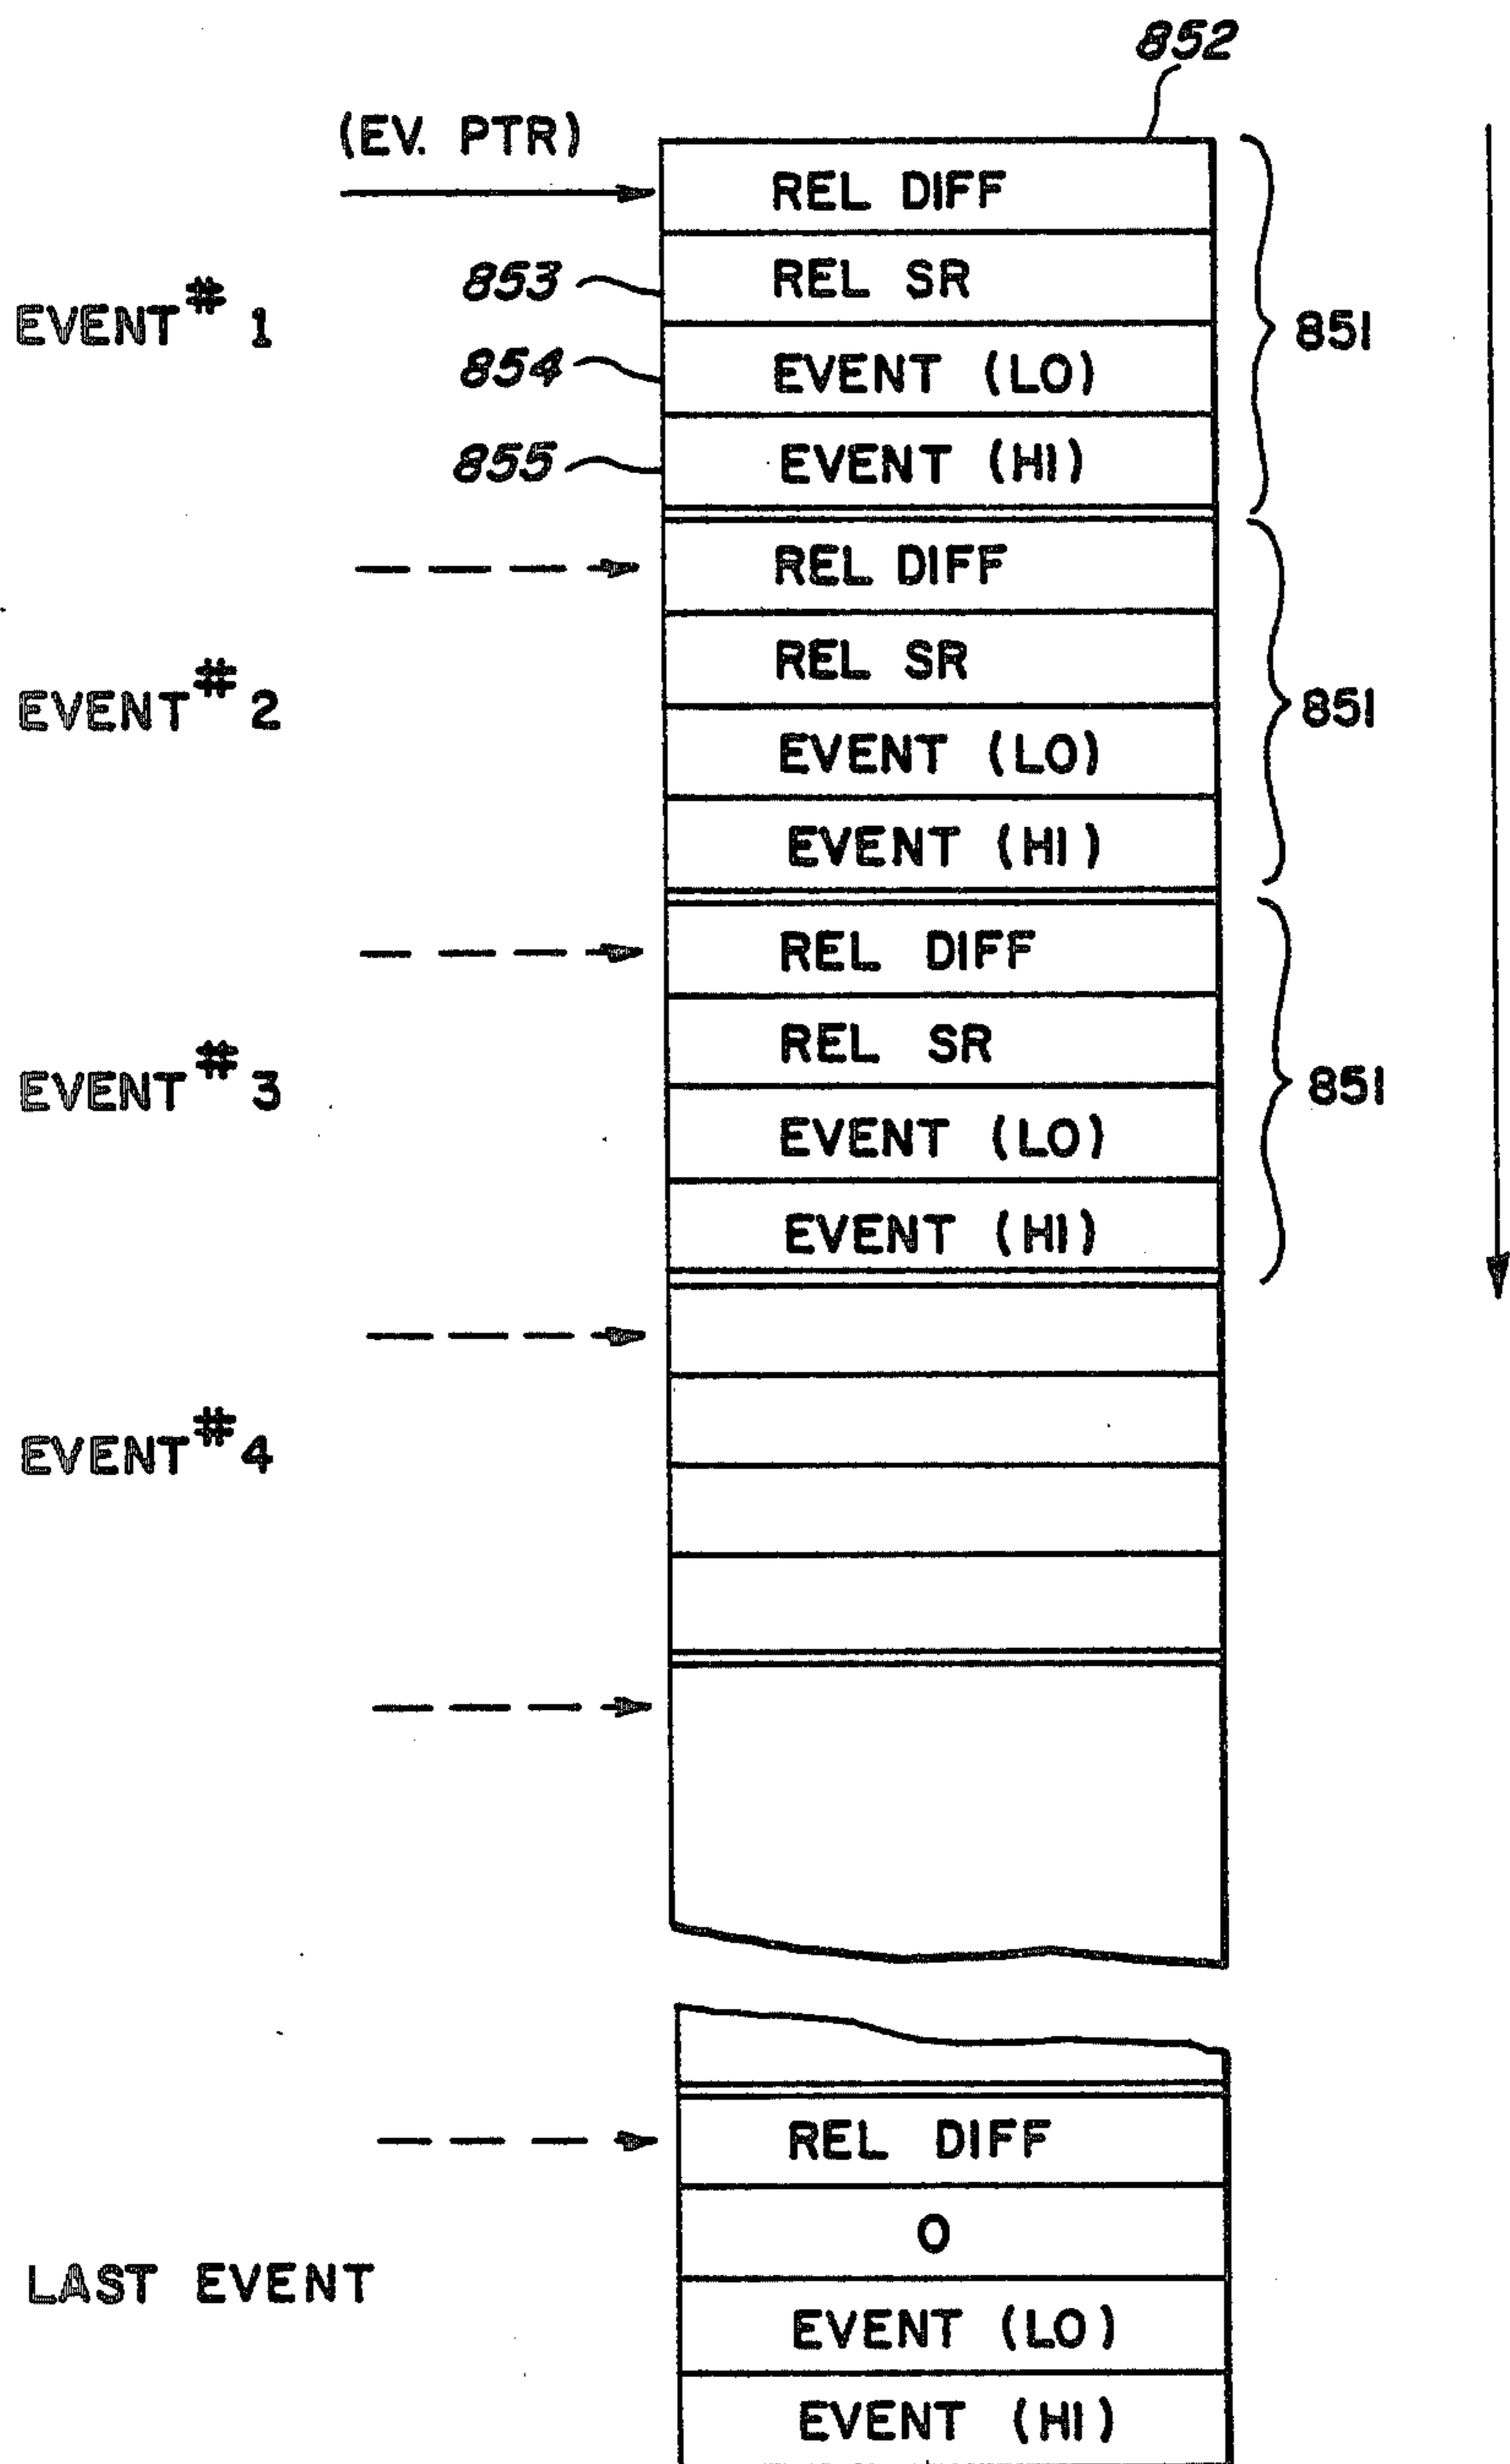 852
(EV. PTR)
REL DIFF
853
REL SR
EVENT # 1
851
854
EVENT (LO)
855
EVENT (HI)
REL DIFF
REL SR
EVENT # 2
851
EVENT (LO)
EVENT (HI)
REL DIFF
REL SR
EVENT # 3
851
EVENT (LO)
EVENT (HI)
EVENT # 4
REL DIFF
0
LAST EVENT
EVENT (LO)
EVENT (HI)